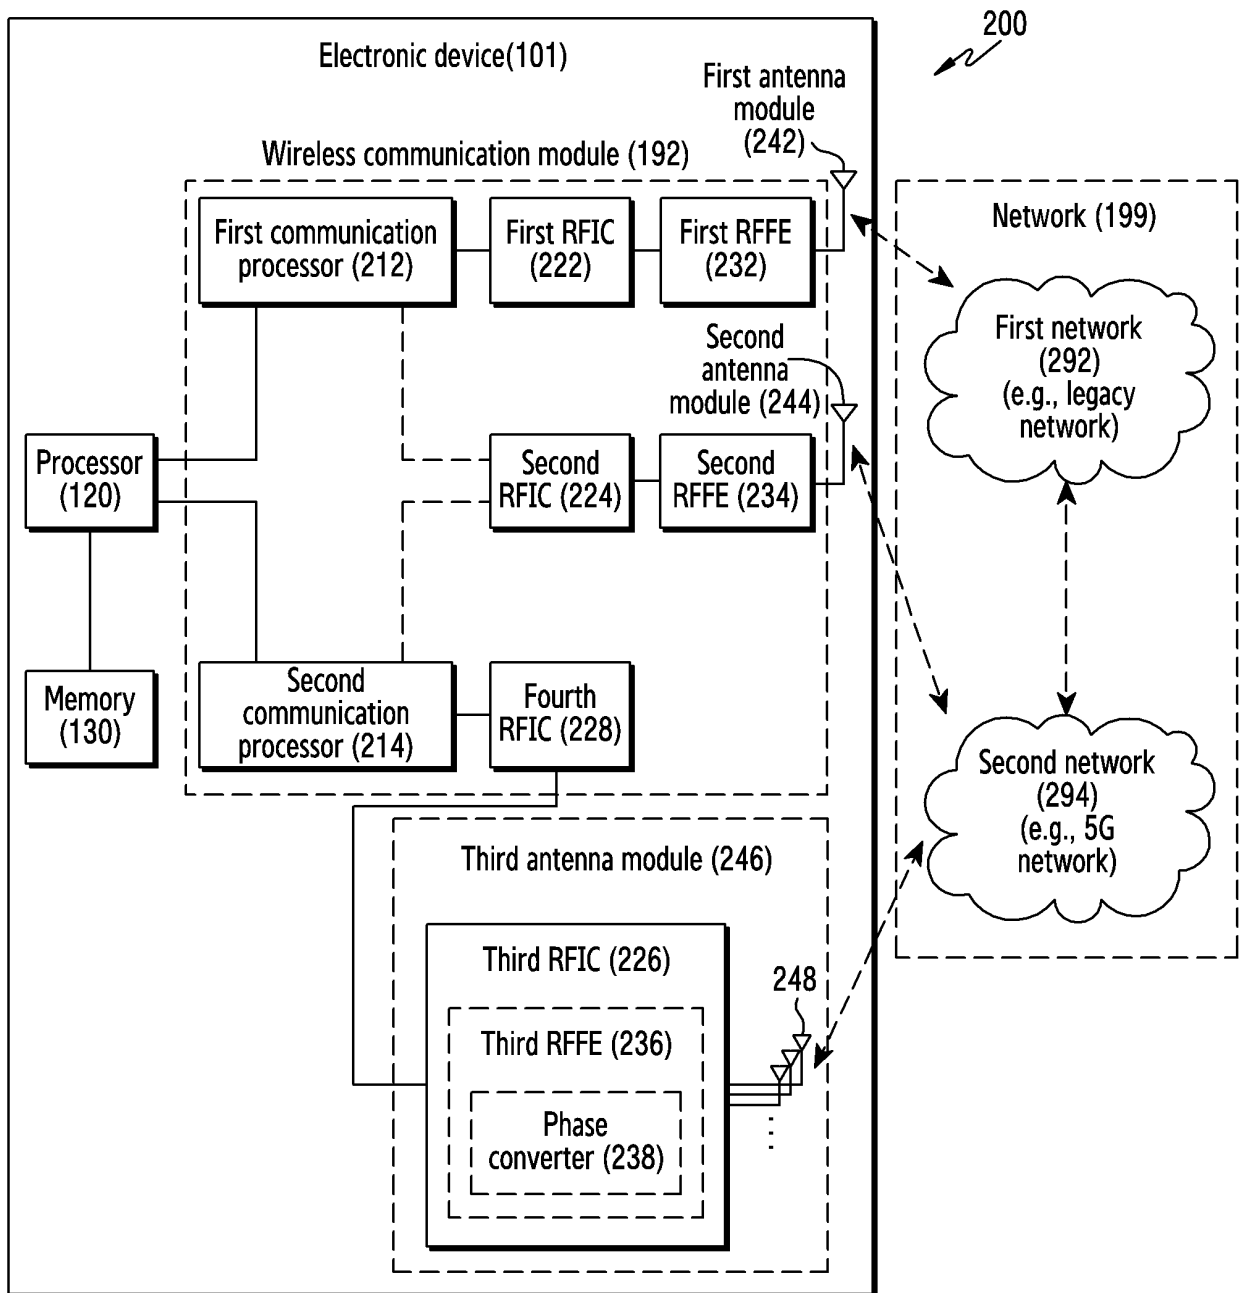 200
Electronic device(101)
First antenna
module
(242)
Wireless communication module (192)
First communication
processor (212)
First RFIC
(222)
First RFFE
(232)
Network (199)
First network
(292)
(e.g., legacy
network)
Second
antenna
module (244)
Processor
(120)
Second
RFIC (224)
Second
RFFE (234)
Memory
(130)
Second
communication
processor (214)
Fourth
RFIC (228)
Second network
(294)
(e.g., 5G
network)
Third antenna module (246)
Third RFIC (226)
248
Third RFFE (236)
Phase
converter (238)